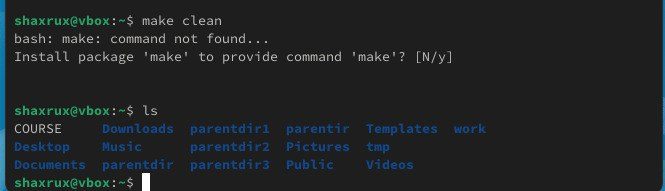 shaxrux@vbox:~$ make clean
bash: make: command not found...
Install package 'make' to provide command 'make'? [N/y]
shaxrux@vbox:~$ ls
COURSE Downloads parentdir1 parentir Templates work
Desktop Music parentdir2 Pictures tmp
Documents parentdir parentdir3 Public Videos
shaxrux@vbox:~$